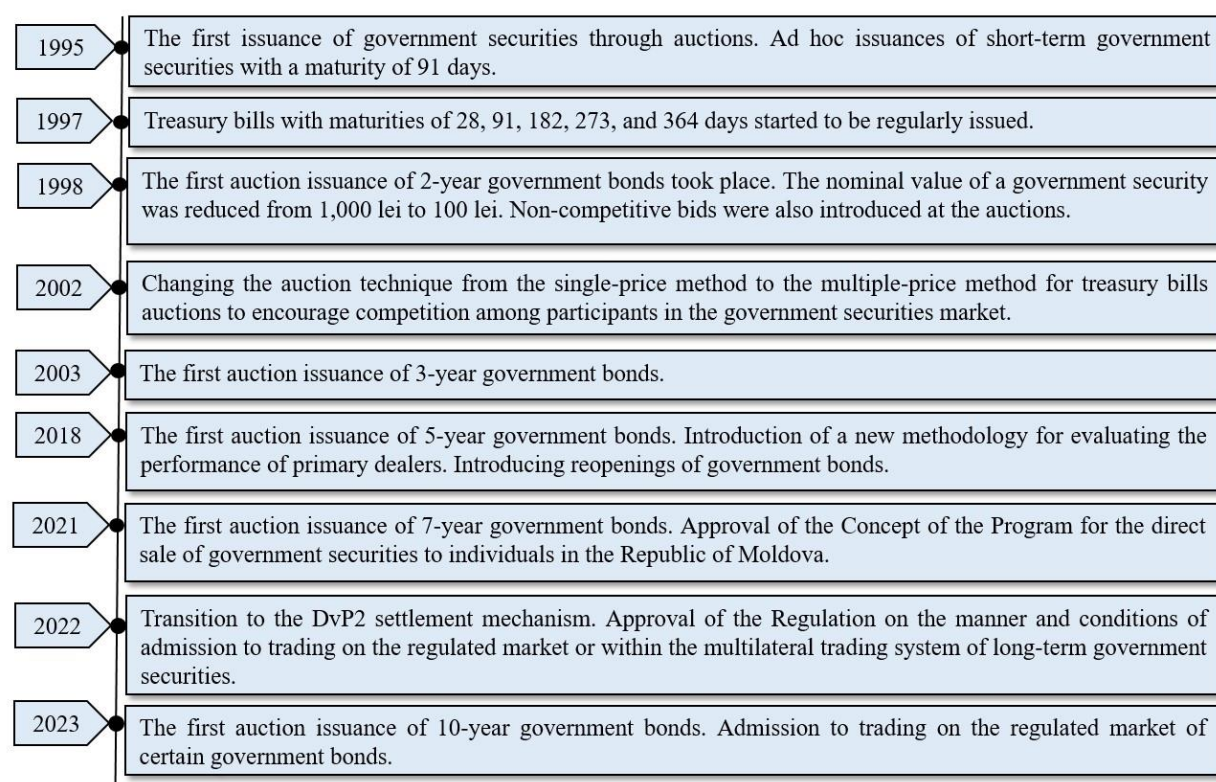 1995
The first issuance of government securities through auctions. Ad hoc issuances of short-term government
securities with a maturity of 91 days.
1997
Treasury bills with maturities of 28, 91, 182, 273, and 364 days started to be regularly issued.
1998
The first auction issuance of 2-year government bonds took place. The nominal value of a government security
was reduced from 1,000 lei to 100 lei. Non-competitive bids were also introduced at the auctions.
2002
Changing the auction technique from the single-price method to the multiple-price method for treasury bills
auctions to encourage competition among participants in the government securities market.
2003
The first auction issuance of 3-year government bonds.
2018
The first auction issuance of 5-year government bonds. Introduction of a new methodology for evaluating the
performance of primary dealers. Introducing reopenings of government bonds.
2021
The first auction issuance of 7-year government bonds. Approval of the Concept of the Program for the direct
sale of government securities to individuals in the Republic of Moldova.
2022
Transition to the DvP2 settlement mechanism. Approval of the Regulation on the manner and conditions of
admission to trading on the regulated market or within the multilateral trading system of long-term government
securities.
2023
The first auction issuance of 10-year government bonds. Admission to trading on the regulated market of
certain government bonds.